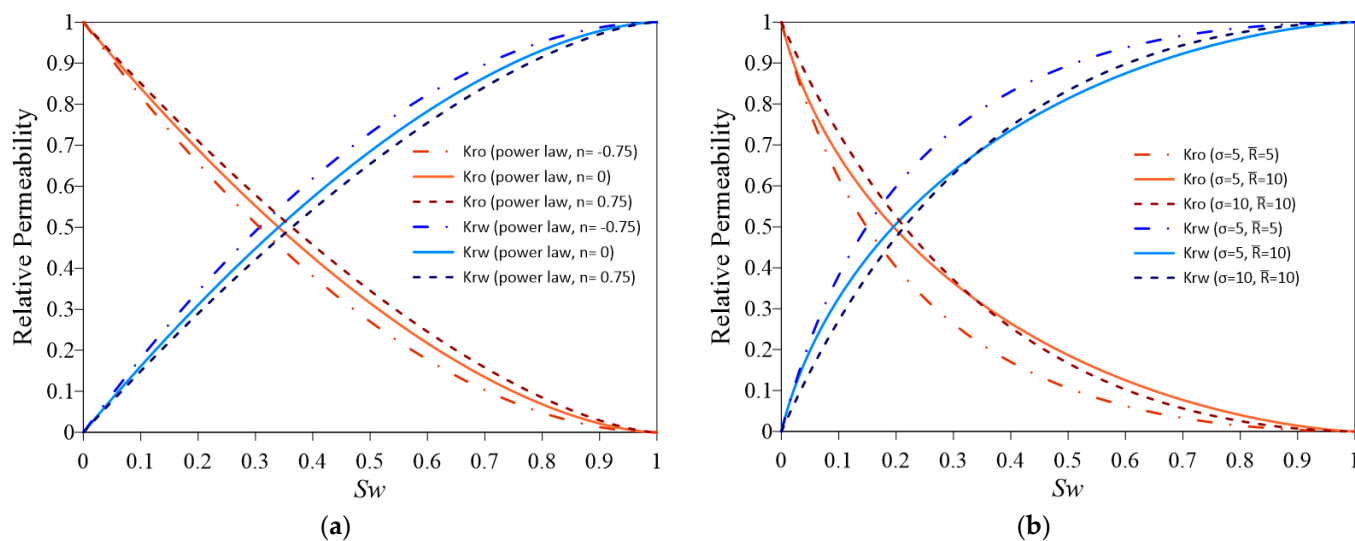 1
0.9
0.8
0.7
0.6
0.5
0.4
0.3
0.2
0.1
0
Relative Permeability
Kro (power law, n= -0.75)
Kro (power law, n= 0)
Kro (power law, n= 0.75)
Krw (power law, n= -0.75)
Krw (power law, n= 0)
Krw (power law, n= 0.75)
0 0.1 0.2 0.3 0.4 0.5 0.6 0.7 0.8 0.9 1
Sw
(a)
1
0.9
0.8
0.7
0.6
0.5
0.4
0.3
0.2
0.1
0
Relative Permeability
Kro (σ=5, R̅=5)
Kro (σ=5, R̅=10)
Kro (σ=10, R̅=10)
Krw (σ=5, R̅=5)
Krw (σ=5, R̅=10)
Krw (σ=10, R̅=10)
0 0.1 0.2 0.3 0.4 0.5 0.6 0.7 0.8 0.9 1
Sw
(b)